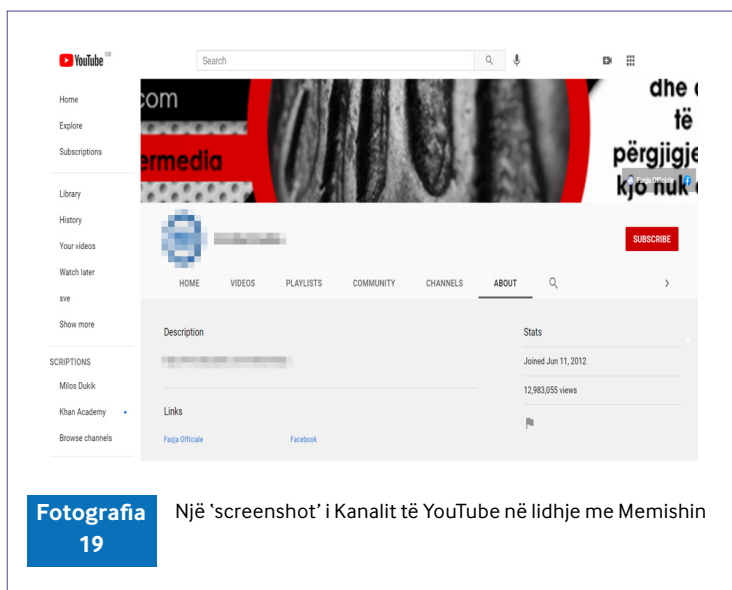 YouTube
Search
com
ermedia
dhe
të
përgjigje
kjo nuk
Faqja Officiale
Home
Explore
Subscriptions
Library
History
Your videos
Watch later
sve
Show more
SCRIPTIONS
Milos Dukik
Khan Academy
Browse channels
SUBSCRIBE
HOME VIDEOS PLAYLISTS COMMUNITY CHANNELS ABOUT
Description
Links
Faqja Officiale Facebook
Stats
Joined Jun 11, 2012
12,983,055 views
Fotografia
19
Një ‘screenshot’ i Kanalit të YouTube në lidhje me Memishin